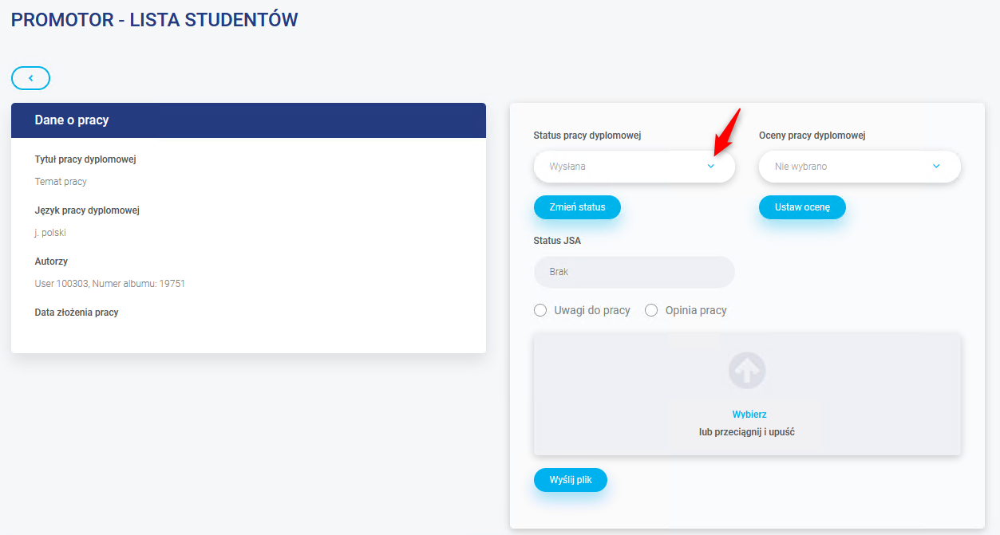 PROMOTOR - LISTA STUDENTÓW
Dane o pracy
Tytuł pracy dyplomowej
Temat pracy
Język pracy dyplomowej
j. polski
Autorzy
User 100303, Numer albumu: 19751
Data złożenia pracy
Status pracy dyplomowej
Wysłana
Zmień status
Oceny pracy dyplomowej
Nie wybrano
Ustaw ocenę
Status JSA
Brak
Uwagi do pracy
Opinia pracy
Wybierz
lub przeciągnij i upuść
Wyślij plik